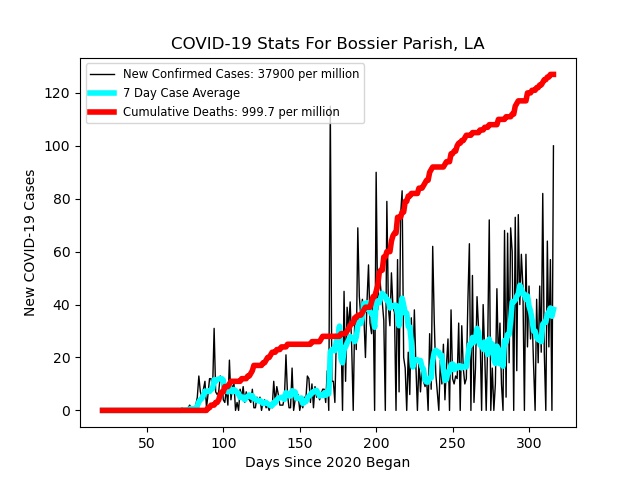 COVID-19 Stats For Bossier Parish, LA
New Confirmed Cases: 37900 per million
7 Day Case Average
Cumulative Deaths: 999.7 per million
New COVID-19 Cases
120
100
80
60
40
20
0
50 100 150 200 250 300
Days Since 2020 Began